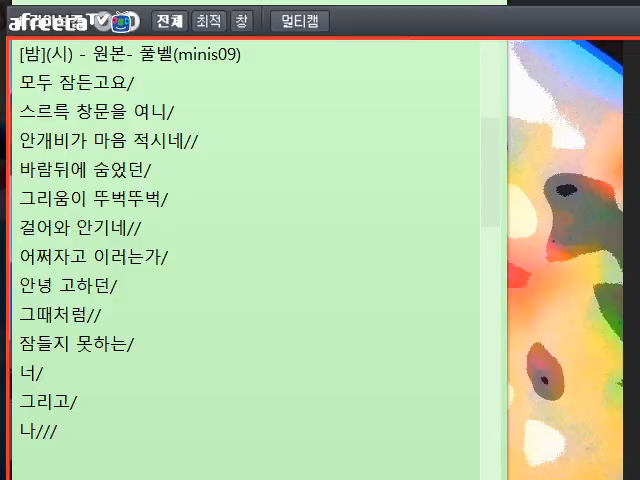 afreecaTV
전체 최적 창 멀티캠
[밤](시) - 원본- 풀벨(minis09)
모두 잠든고요/
스르륵 창문을 여니/
안개비가 마음 적시네//
바람뒤에 숨었던/
그리움이 뚜벅뚜벅/
걸어와 안기네//
어쩌자고 이러는가/
안녕 고하던/
그때처럼//
잠들지 못하는/
너/
그리고/
나///